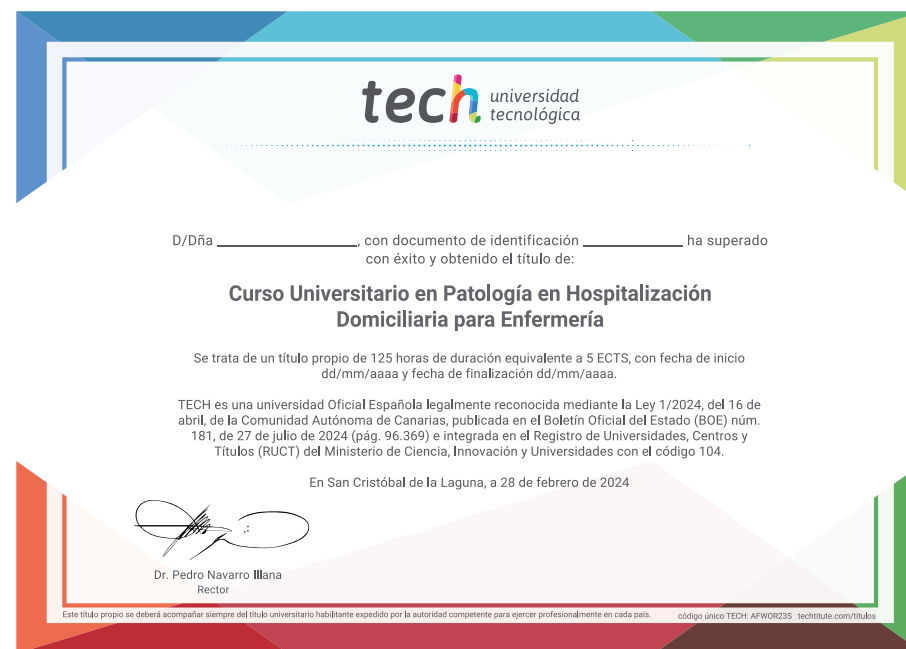 tech universidad
tecnológica
D/Dña ____________, con documento de identificación ____________ ha superado
con éxito y obtenido el título de:
Curso Universitario en Patología en Hospitalización
Domiciliaria para Enfermería
Se trata de un título propio de 125 horas de duración equivalente a 5 ECTS, con fecha de inicio
dd/mm/aaaa y fecha de finalización dd/mm/aaaa.
TECH es una universidad Oficial Española legalmente reconocida mediante la Ley 1/2024, del 16 de
abril, de la Comunidad Autónoma de Canarias, publicada en el Boletín Oficial del Estado (BOE) núm.
181, de 27 de julio de 2024 (pág. 96.369) e integrada en el Registro de Universidades, Centros y
Títulos (RUCT) del Ministerio de Ciencia, Innovación y Universidades con el código 104.
En San Cristóbal de la Laguna, a 28 de febrero de 2024
Dr. Pedro Navarro Illana
Rector
Este título propio se deberá acompañar siempre del título universitario habilitante expedido por la autoridad competente para ejercer profesionalmente en cada país.
código único TECH: AFWOR23S techtitute.com/titulos